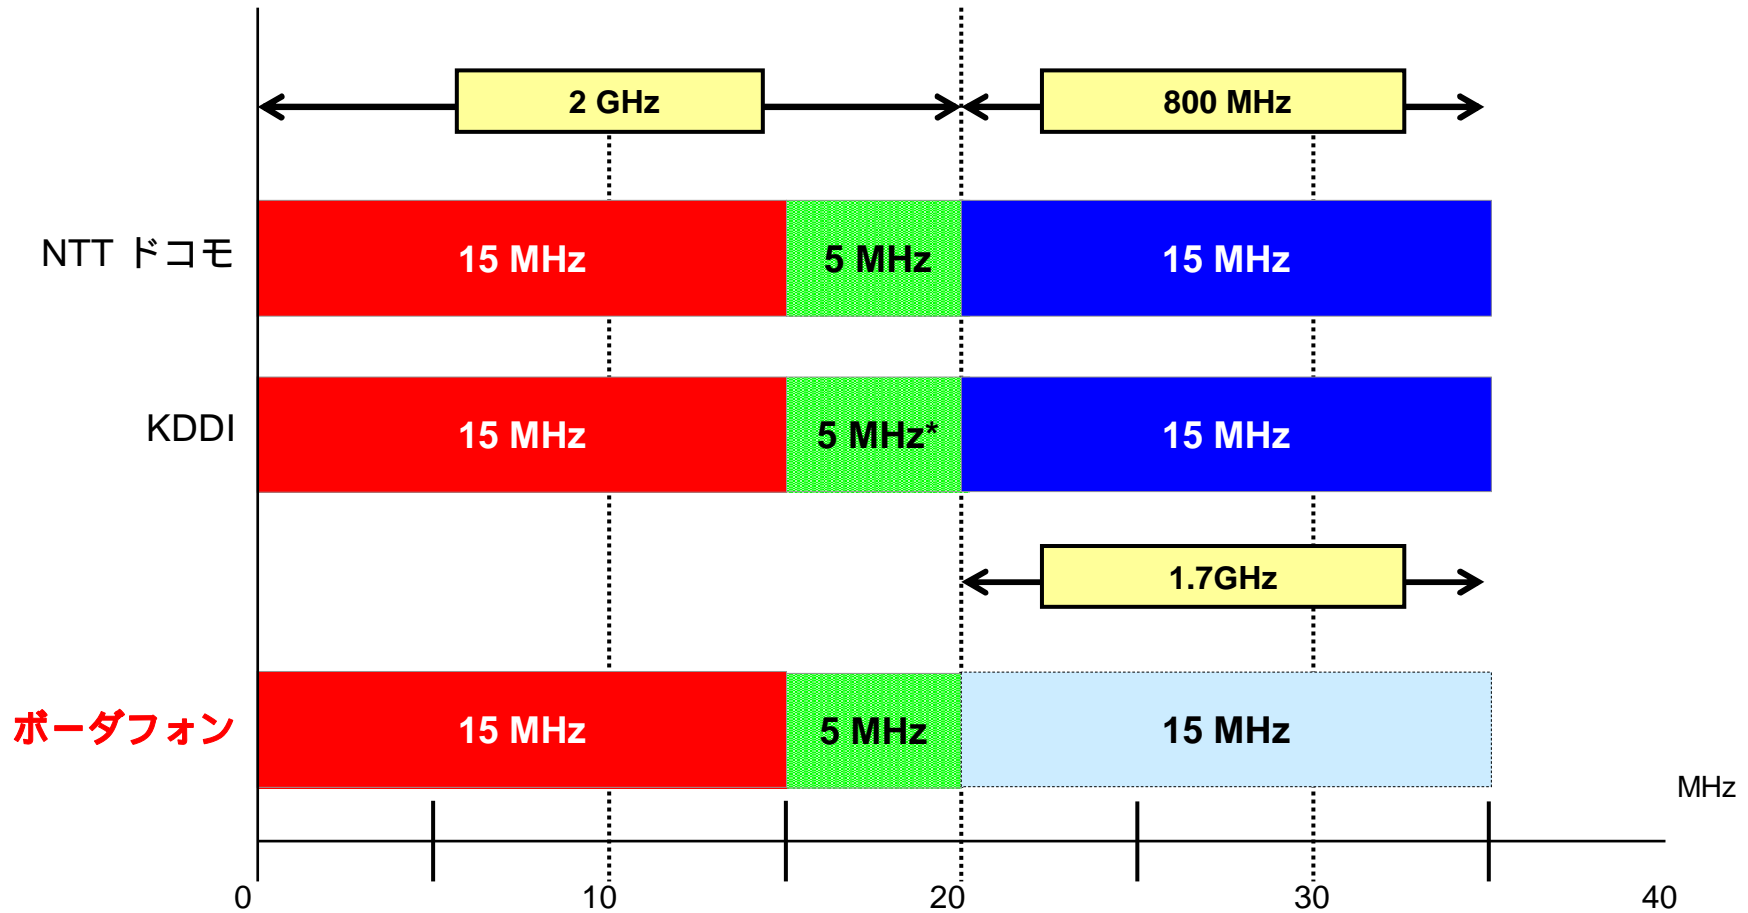 2 GHz 800 MHz
NTT ドコモ 15 MHz 5 MHz 15 MHz
KDDI 15 MHz 5 MHz* 15 MHz
1.7GHz
ボーダフォン 15 MHz 5 MHz 15 MHz
MHz
0 10 20 30 40